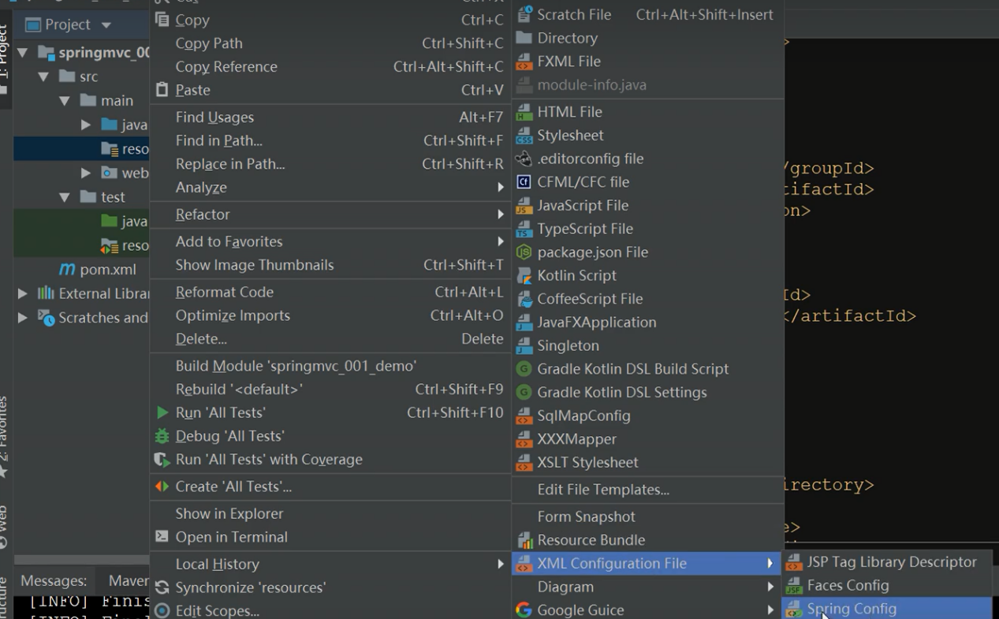 1: Project
2: Favorites
Web
Project
springmvc_00
src
main
java
reso
web
test
java
reso
pom.xml
External Librar
Scratches and
Messages:
Maven
[INFO] Finis
Copy Ctrl+C
Copy Path Ctrl+Shift+C
Copy Reference Ctrl+Alt+Shift+C
Paste Ctrl+V
Find Usages Alt+F7
Find in Path... Ctrl+Shift+F
Replace in Path... Ctrl+Shift+R
Analyze
Refactor
Add to Favorites
Show Image Thumbnails Ctrl+Shift+T
Reformat Code Ctrl+Alt+L
Optimize Imports Ctrl+Alt+O
Delete... Delete
Build Module 'springmvc_001_demo'
Rebuild '<default>' Ctrl+Shift+F9
Run 'All Tests' Ctrl+Shift+F10
Debug 'All Tests'
Run 'All Tests' with Coverage
Create 'All Tests'...
Show in Explorer
Open in Terminal
Local History
Synchronize 'resources'
Edit Scopes...
Scratch File Ctrl+Alt+Shift+Insert
Directory
FXML File
module-info.java
HTML File
Stylesheet
.editorconfig file
CFML/CFC file
JavaScript File
TypeScript File
package.json File
Kotlin Script
CoffeeScript File
JavaFXApplication
Singleton
Gradle Kotlin DSL Build Script
Gradle Kotlin DSL Settings
SqlMapConfig
XXXMapper
XSLT Stylesheet
Edit File Templates...
Form Snapshot
Resource Bundle
XML Configuration File
Diagram
Google Guice
JSP Tag Library Descriptor
Faces Config
Spring Config
/groupId>
tifactId>
on>
Id>
</artifactId>
irectory>
e>